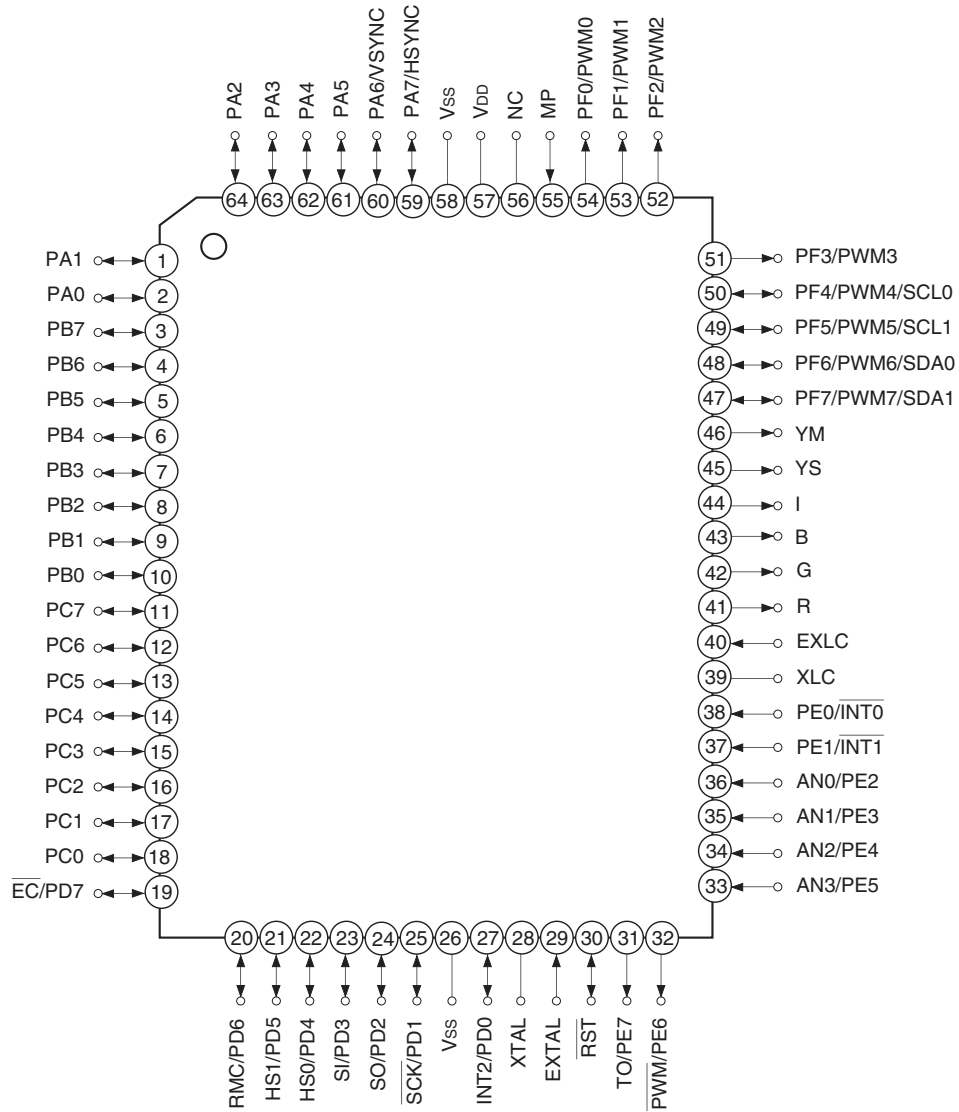 PA2
PA3
PA4
PA5
PA6/VSYNC
PA7/HSYNC
Vss
VDD
NC
MP
PF0/PWM0
PF1/PWM1
PF2/PWM2
64
63
62
61
60
59
58
57
56
55
54
53
52
PA1 1
PA0 2
PB7 3
PB6 4
PB5 5
PB4 6
PB3 7
PB2 8
PB1 9
PB0 10
PC7 11
PC6 12
PC5 13
PC4 14
PC3 15
PC2 16
PC1 17
PC0 18
E̅C̅/PD7 19
51 PF3/PWM3
50 PF4/PWM4/SCL0
49 PF5/PWM5/SCL1
48 PF6/PWM6/SDA0
47 PF7/PWM7/SDA1
46 YM
45 YS
44 I
43 B
42 G
41 R
40 EXLC
39 XLC
38 PE0/I̅N̅T̅0̅
37 PE1/I̅N̅T̅1̅
36 AN0/PE2
35 AN1/PE3
34 AN2/PE4
33 AN3/PE5
20
21
22
23
24
25
26
27
28
29
30
31
32
RMC/PD6
HS1/PD5
HS0/PD4
SI/PD3
SO/PD2
S̅C̅K̅/PD1
Vss
INT2/PD0
XTAL
EXTAL
R̅S̅T̅
TO/PE7
P̅W̅M̅/PE6